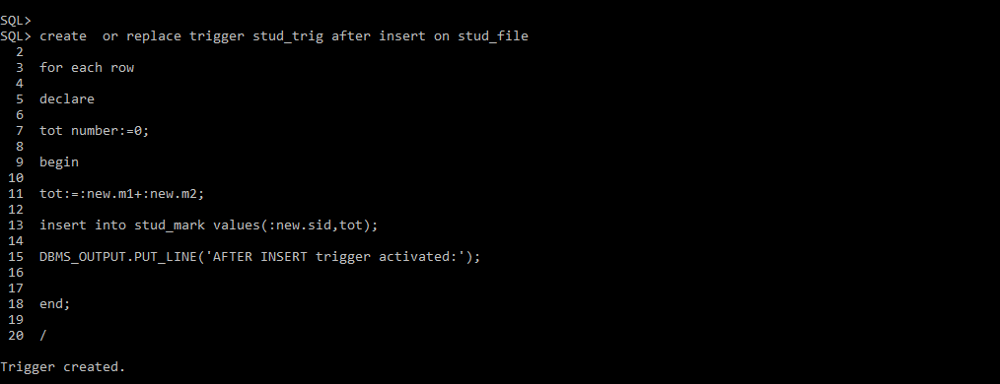 SQL>
SQL> create  or replace trigger stud_trig after insert on stud_file
  2
  3  for each row
  4
  5  declare
  6
  7  tot number:=0;
  8
  9  begin
 10
 11  tot:=:new.m1+:new.m2;
 12
 13  insert into stud_mark values(:new.sid,tot);
 14
 15  DBMS_OUTPUT.PUT_LINE('AFTER INSERT trigger activated:');
 16
 17
 18  end;
 19
 20  /
Trigger created.